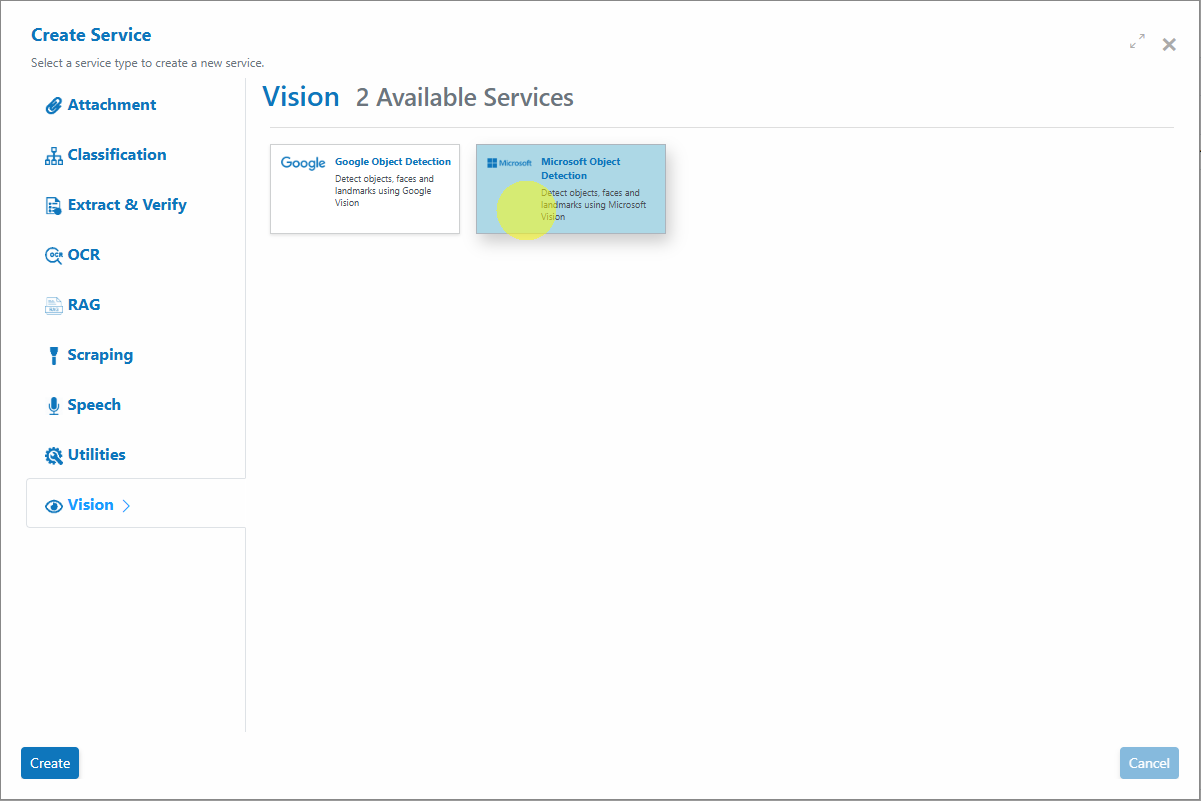 Create Service
Select a service type to create a new service.
Attachment
Classification
Extract & Verify
OCR
RAG
Scraping
Speech
Utilities
Vision
Vision 2 Available Services
Google
Google Object Detection
Detect objects, faces and
landmarks using Google
Vision
Microsoft
Microsoft Object
Detection
Detect objects, faces and
landmarks using Microsoft
Vision
Create
Cancel